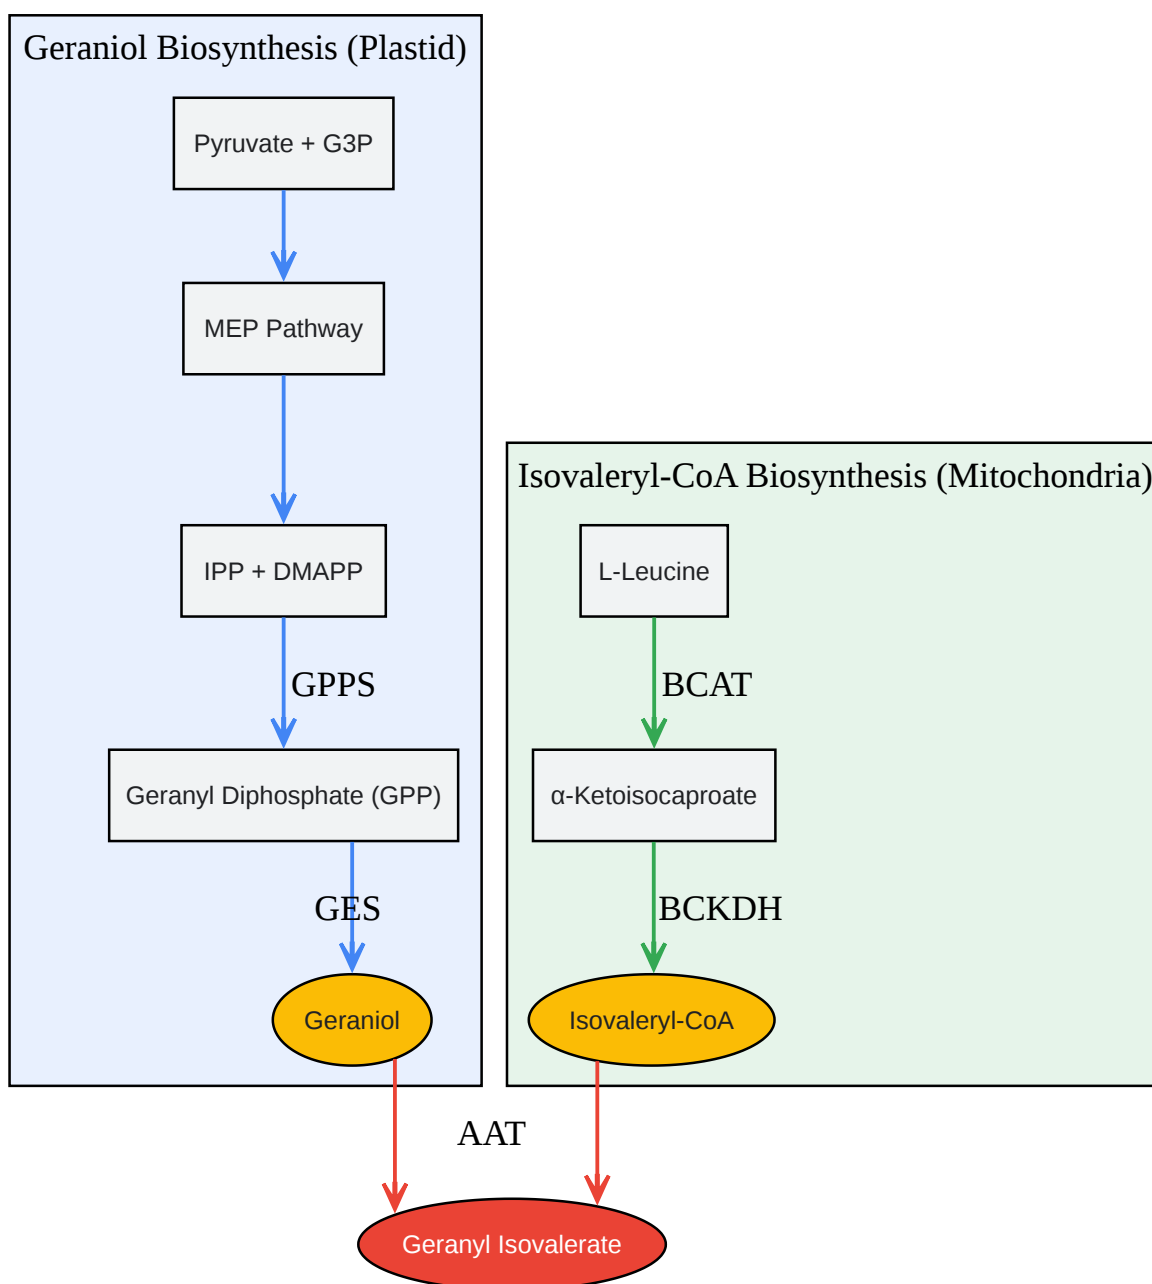 Geraniol Biosynthesis (Plastid)
Pyruvate + G3P
MEP Pathway
IPP + DMAPP
GPPS
Geranyl Diphosphate (GPP)
GES
Geraniol
Isovaleryl-CoA Biosynthesis (Mitochondria)
L-Leucine
BCAT
α-Ketoisocaproate
BCKDH
Isovaleryl-CoA
AAT
Geranyl Isovalerate